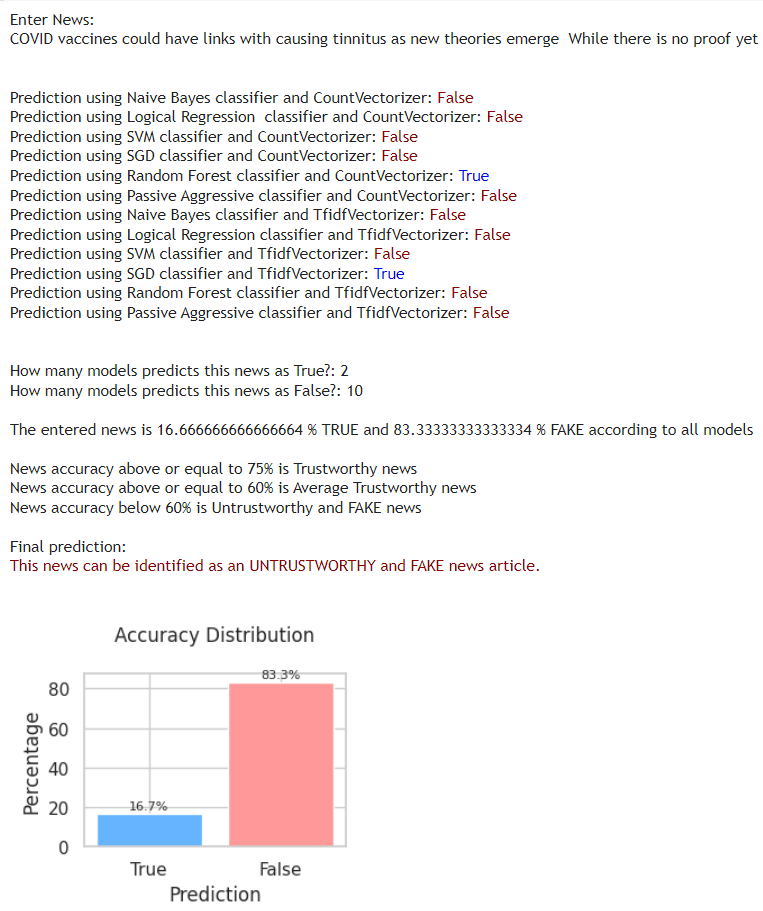 Enter News:
COVID vaccines could have links with causing tinnitus as new theories emerge  While there is no proof yet
Prediction using Naive Bayes classifier and CountVectorizer: False
Prediction using Logical Regression  classifier and CountVectorizer: False
Prediction using SVM classifier and CountVectorizer: False
Prediction using SGD classifier and CountVectorizer: False
Prediction using Random Forest classifier and CountVectorizer: True
Prediction using Passive Aggressive classifier and CountVectorizer: False
Prediction using Naive Bayes classifier and TfidfVectorizer: False
Prediction using Logical Regression classifier and TfidfVectorizer: False
Prediction using SVM classifier and TfidfVectorizer: False
Prediction using SGD classifier and TfidfVectorizer: True
Prediction using Random Forest classifier and TfidfVectorizer: False
Prediction using Passive Aggressive classifier and TfidfVectorizer: False
How many models predicts this news as True?: 2
How many models predicts this news as False?: 10
The entered news is 16.666666666666664 % TRUE and 83.33333333333334 % FAKE according to all models
News accuracy above or equal to 75% is Trustworthy news
News accuracy above or equal to 60% is Average Trustworthy news
News accuracy below 60% is Untrustworthy and FAKE news
Final prediction:
This news can be identified as an UNTRUSTWORTHY and FAKE news article.
Accuracy Distribution
83.3%
80
60
40
20
0
16.7%
Percentage
True False
Prediction